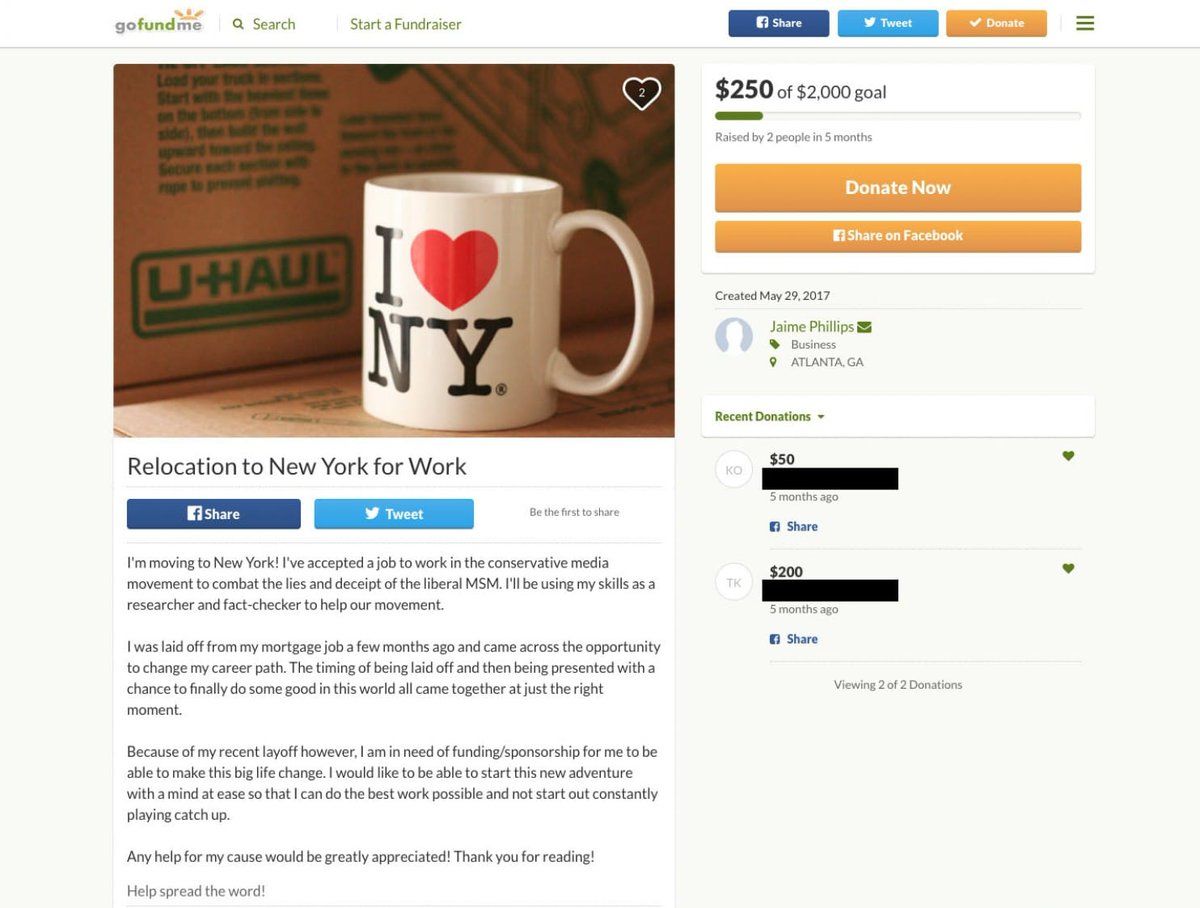 gofundme
Search
Start a Fundraiser
Share
Tweet
Donate
Load your truck in sections.
Start with the heaviest items
on the bottom (from side to
side), then build the wall
upward toward the ceiling.
Secure each section with
rope to prevent shifting.
U-HAUL
I
NY®
2
$250 of $2,000 goal
Raised by 2 people in 5 months
Donate Now
Share on Facebook
Created May 29, 2017
Jaime Phillips
Business
ATLANTA, GA
Recent Donations
KO
$50
5 months ago
Share
TK
$200
5 months ago
Share
Viewing 2 of 2 Donations
Relocation to New York for Work
Share
Tweet
Be the first to share
I'm moving to New York! I've accepted a job to work in the conservative media
movement to combat the lies and deceipt of the liberal MSM. I'll be using my skills as a
researcher and fact-checker to help our movement.
I was laid off from my mortgage job a few months ago and came across the opportunity
to change my career path. The timing of being laid off and then being presented with a
chance to finally do some good in this world all came together at just the right
moment.
Because of my recent layoff however, I am in need of funding/sponsorship for me to be
able to make this big life change. I would like to be able to start this new adventure
with a mind at ease so that I can do the best work possible and not start out constantly
playing catch up.
Any help for my cause would be greatly appreciated! Thank you for reading!
Help spread the word!